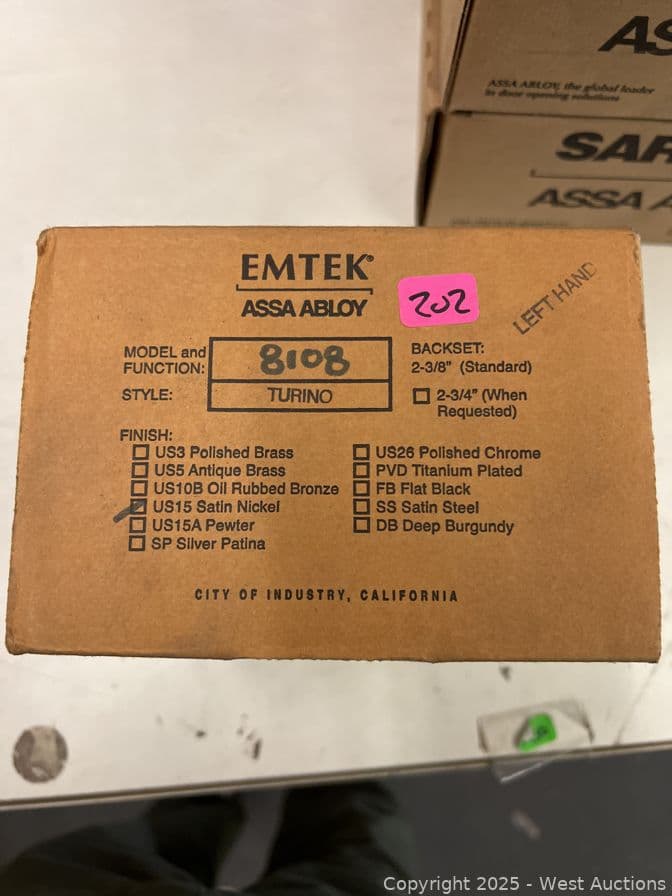 AS
ASSA ABLOY, the global leader
in door opening solutions
SAR
ASSA A
EMTEK®
ASSA ABLOY
202
LEFT HAND
MODEL and
FUNCTION:
8108
STYLE:
TURINO
BACKSET:
2-3/8" (Standard)
2-3/4" (When
Requested)
FINISH:
US3 Polished Brass
US5 Antique Brass
US10B Oil Rubbed Bronze
US15 Satin Nickel
US15A Pewter
SP Silver Patina
US26 Polished Chrome
PVD Titanium Plated
FB Flat Black
SS Satin Steel
DB Deep Burgundy
CITY OF INDUSTRY, CALIFORNIA
Copyright 2025 - West Auctions